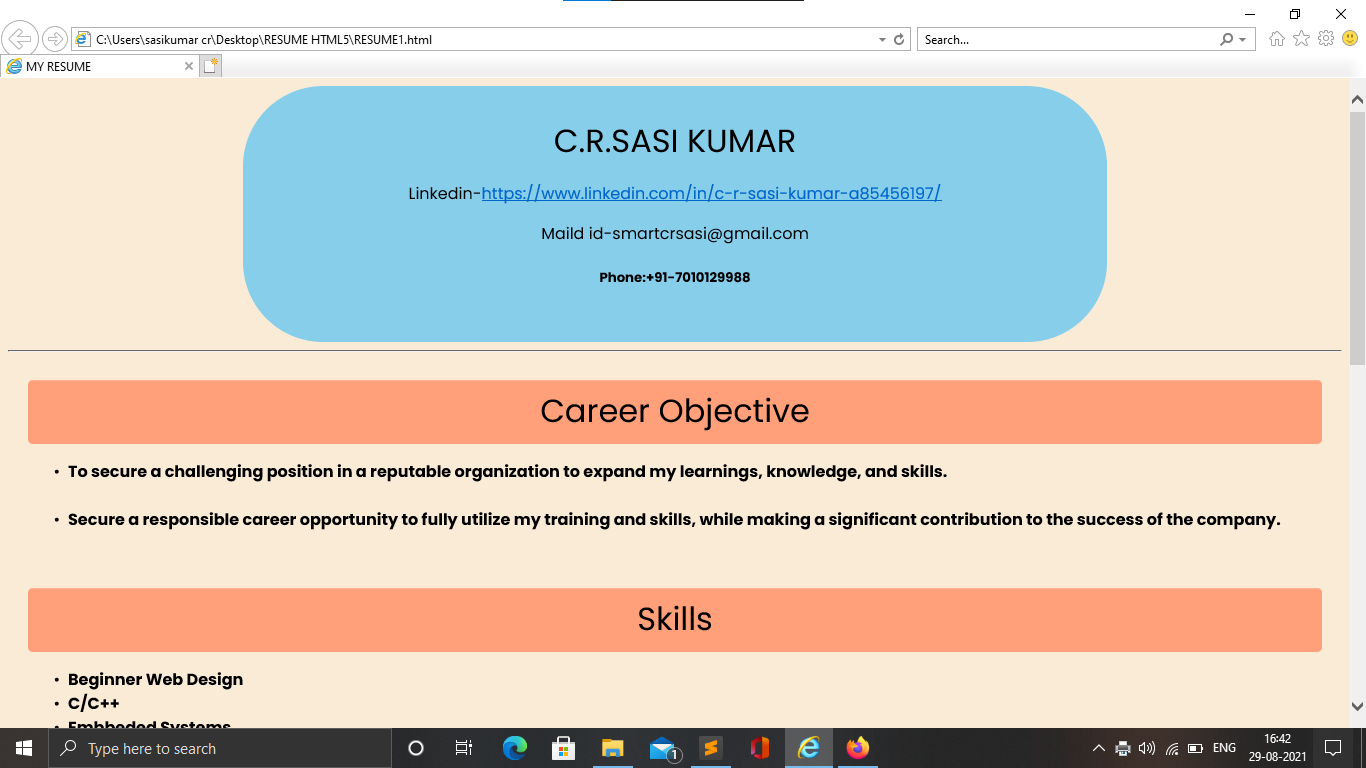 C:\Users\sasikumar cr\Desktop\RESUME HTML5\RESUME1.html
Search...
MY RESUME
C.R.SASI KUMAR
Linkedin-https://www.linkedin.com/in/c-r-sasi-kumar-a85456197/
Maild id-smartcrsasi@gmail.com
Phone:+91-7010129988
Career Objective
• To secure a challenging position in a reputable organization to expand my learnings, knowledge, and skills.
• Secure a responsible career opportunity to fully utilize my training and skills, while making a significant contribution to the success of the company.
Skills
• Beginner Web Design
• C/C++
• Embbeded Systems
Type here to search
1
ENG
16:42
29-08-2021